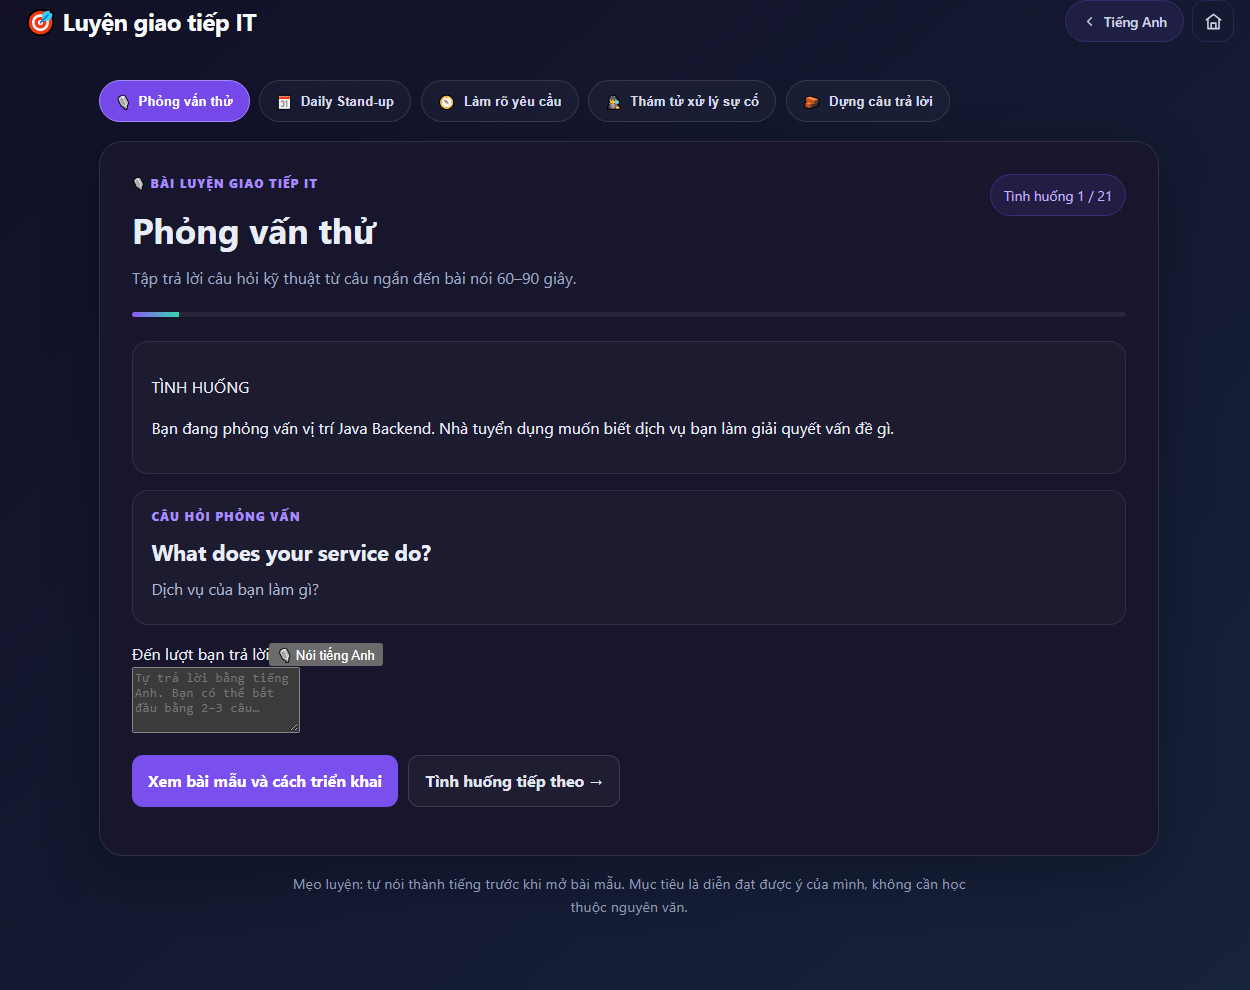 Luyện giao tiếp IT
Tiếng Anh
Phỏng vấn thử
Daily Stand-up
Làm rõ yêu cầu
Thám tử xử lý sự cố
Dựng câu trả lời
BÀI LUYỆN GIAO TIẾP IT
Tình huống 1 / 21
Phỏng vấn thử
Tập trả lời câu hỏi kỹ thuật từ câu ngắn đến bài nói 60–90 giây.
TÌNH HUỐNG
Bạn đang phỏng vấn vị trí Java Backend. Nhà tuyển dụng muốn biết dịch vụ bạn làm giải quyết vấn đề gì.
CÂU HỎI PHỎNG VẤN
What does your service do?
Dịch vụ của bạn làm gì?
Đến lượt bạn trả lời
Nói tiếng Anh
Tự trả lời bằng tiếng
Anh. Bạn có thể bắt
đầu bằng 2–3 câu…
Xem bài mẫu và cách triển khai
Tình huống tiếp theo →
Mẹo luyện: tự nói thành tiếng trước khi mở bài mẫu. Mục tiêu là diễn đạt được ý của mình, không cần học
thuộc nguyên văn.